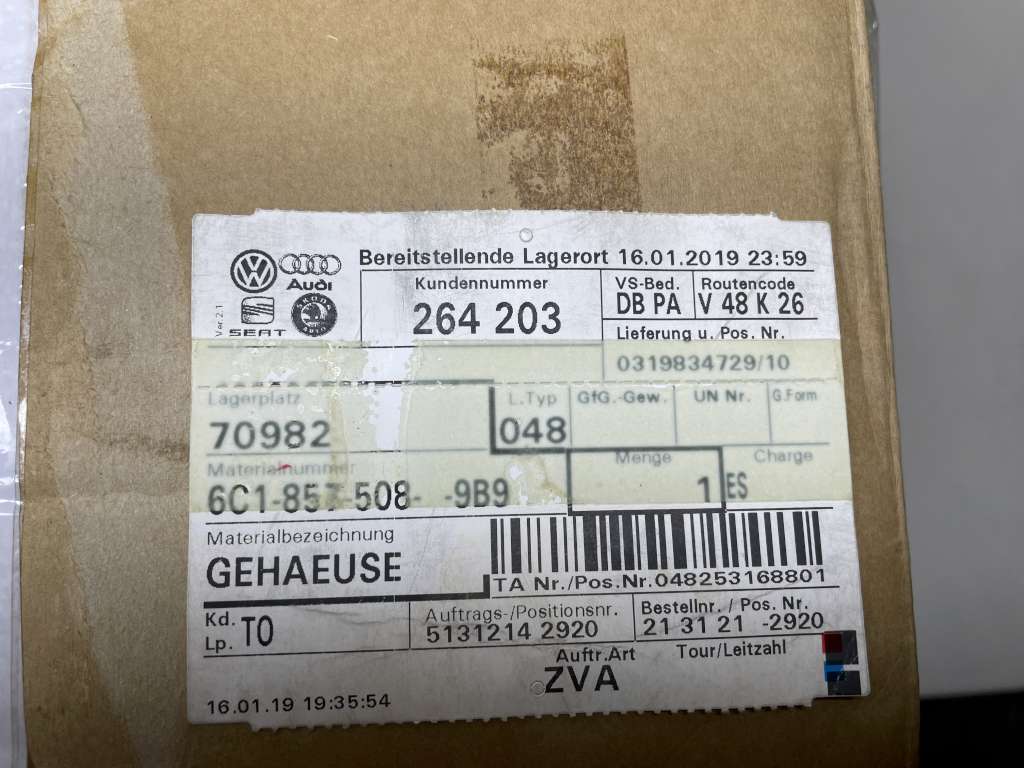 Bereitstellende Lagerort 16.01.2019 23:59
Audi
SEAT
SKODA
AUTO
Ver 2.1
Kundennummer
264 203
VS-Bed.
DB PA
Routencode
V 48 K 26
Lieferung u. Pos. Nr.
0319834729/10
Lagerplatz
70982
L.Typ
048
GfG.-Gew.
UN Nr.
G.Form
Materialnummer
6C1-857-508- -9B9
Menge
1 ES
Charge
Materialbezeichnung
GEHAEUSE
TA Nr./Pos.Nr.048253168801
Kd.
Lp. TO
Auftrags-/Positionsnr.
5131214 2920
Bestellnr. / Pos. Nr.
21 31 21 -2920
Auftr.Art
ZVA
Tour/Leitzahl
16.01.19 19:35:54